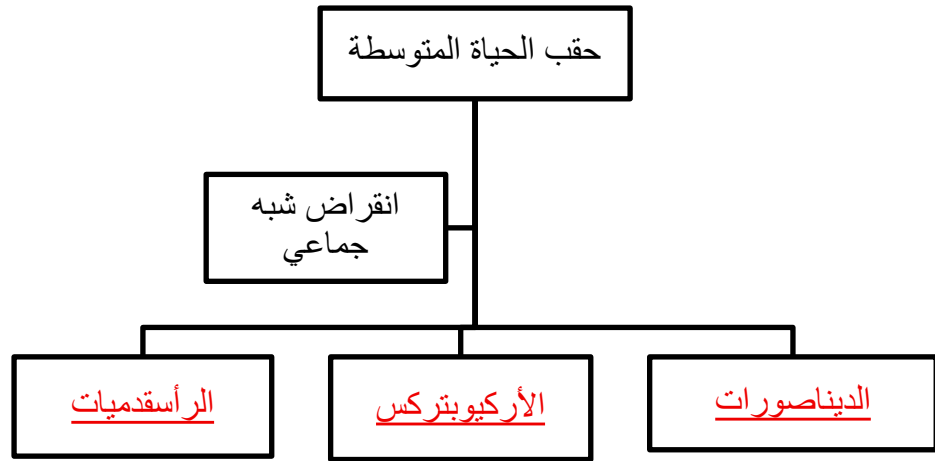 حقب الحياة المتوسطة
انقراض شبه
جماعي
الديناصورات
الأركيوبتركس
الرأسقدميات